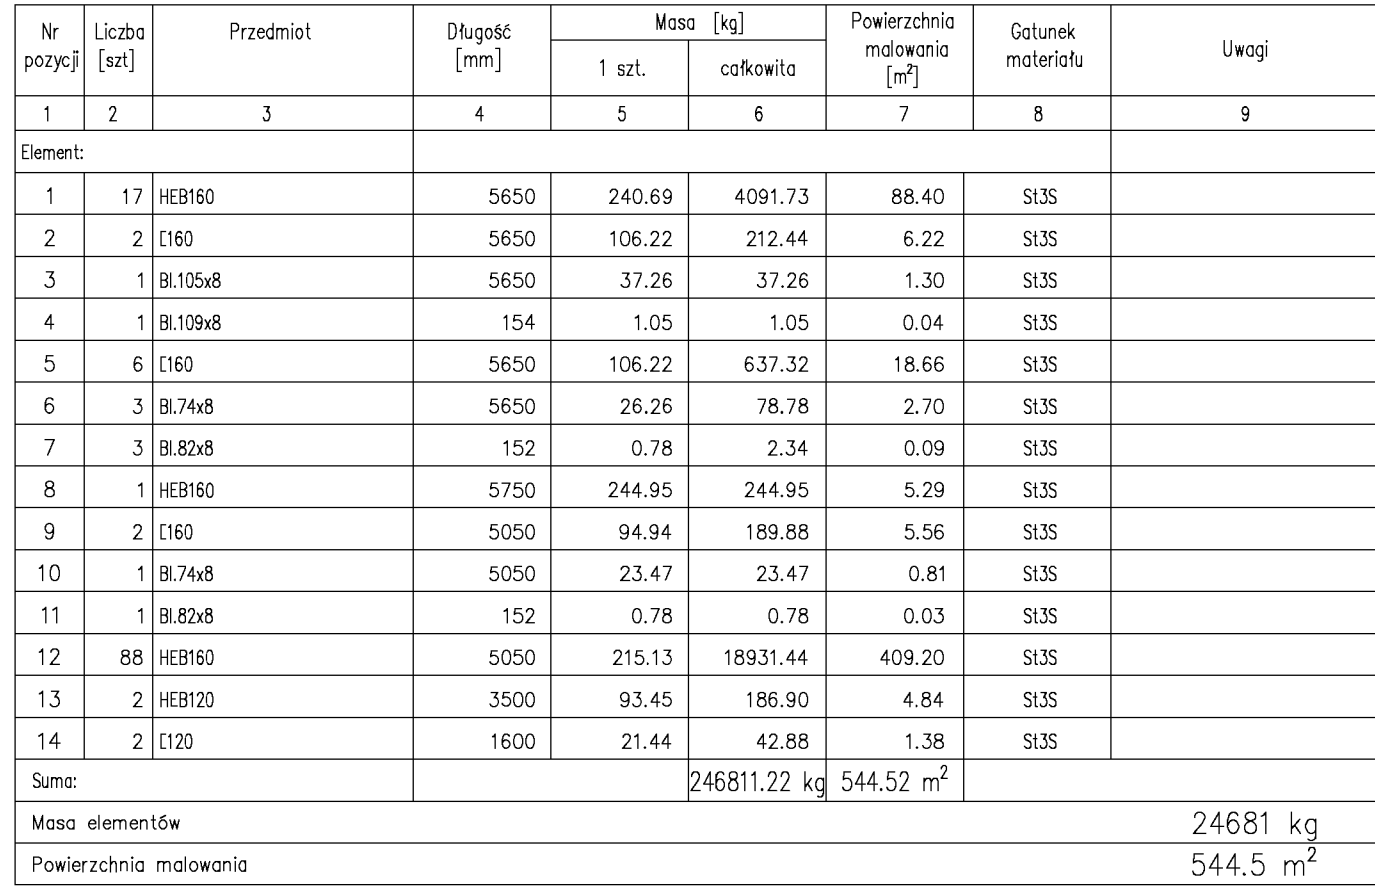 Nr pozycji Liczba [szt] Przedmiot Długość [mm] Masa [kg] Powierzchnia malowania [m²] Gatunek materiału Uwagi
1 szt. całkowita
1 2 3 4 5 6 7 8 9
Element:
1 17 HEB160 5650 240.69 4091.73 88.40 St3S
2 2 [160 5650 106.22 212.44 6.22 St3S
3 1 Bl.105x8 5650 37.26 37.26 1.30 St3S
4 1 Bl.109x8 154 1.05 1.05 0.04 St3S
5 6 [160 5650 106.22 637.32 18.66 St3S
6 3 Bl.74x8 5650 26.26 78.78 2.70 St3S
7 3 Bl.82x8 152 0.78 2.34 0.09 St3S
8 1 HEB160 5750 244.95 244.95 5.29 St3S
9 2 [160 5050 94.94 189.88 5.56 St3S
10 1 Bl.74x8 5050 23.47 23.47 0.81 St3S
11 1 Bl.82x8 152 0.78 0.78 0.03 St3S
12 88 HEB160 5050 215.13 18931.44 409.20 St3S
13 2 HEB120 3500 93.45 186.90 4.84 St3S
14 2 [120 1600 21.44 42.88 1.38 St3S
Suma: 246811.22 kg 544.52 m²
Masa elementów 24681 kg
Powierzchnia malowania 544.5 m²